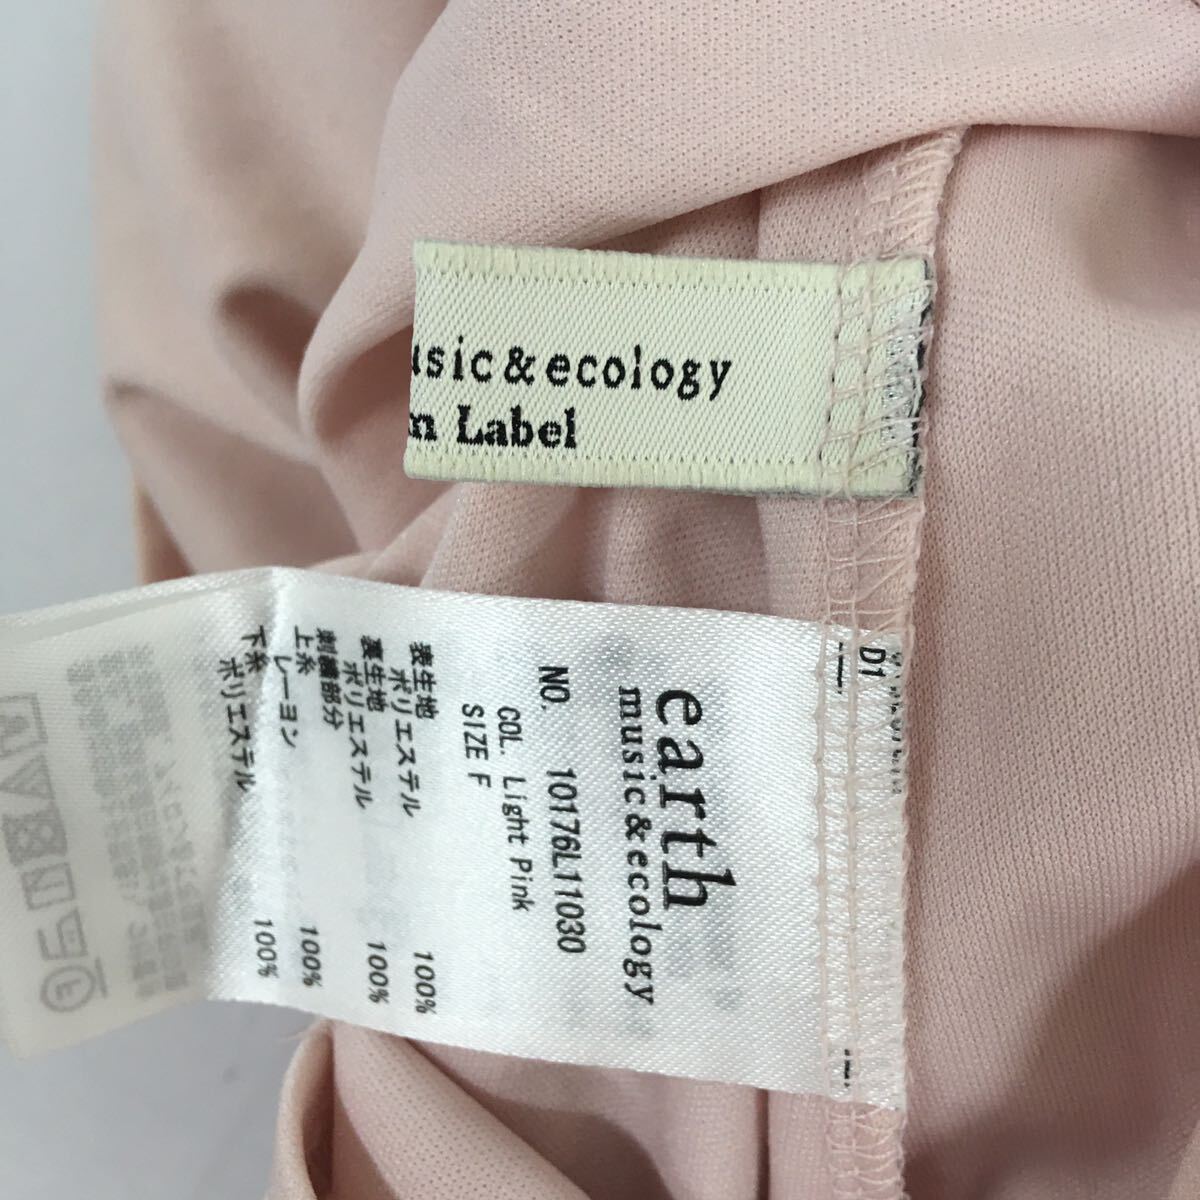 usic&ecology
m Label
D1
earth
music&ecology
NO. 10176L11030
COL. Light Pink
SIZE F
表生地
ポリエステル 100%
裏生地
ポリエステル 100%
刺繍部分
上糸
レーヨン 100%
下糸
ポリエステル 100%